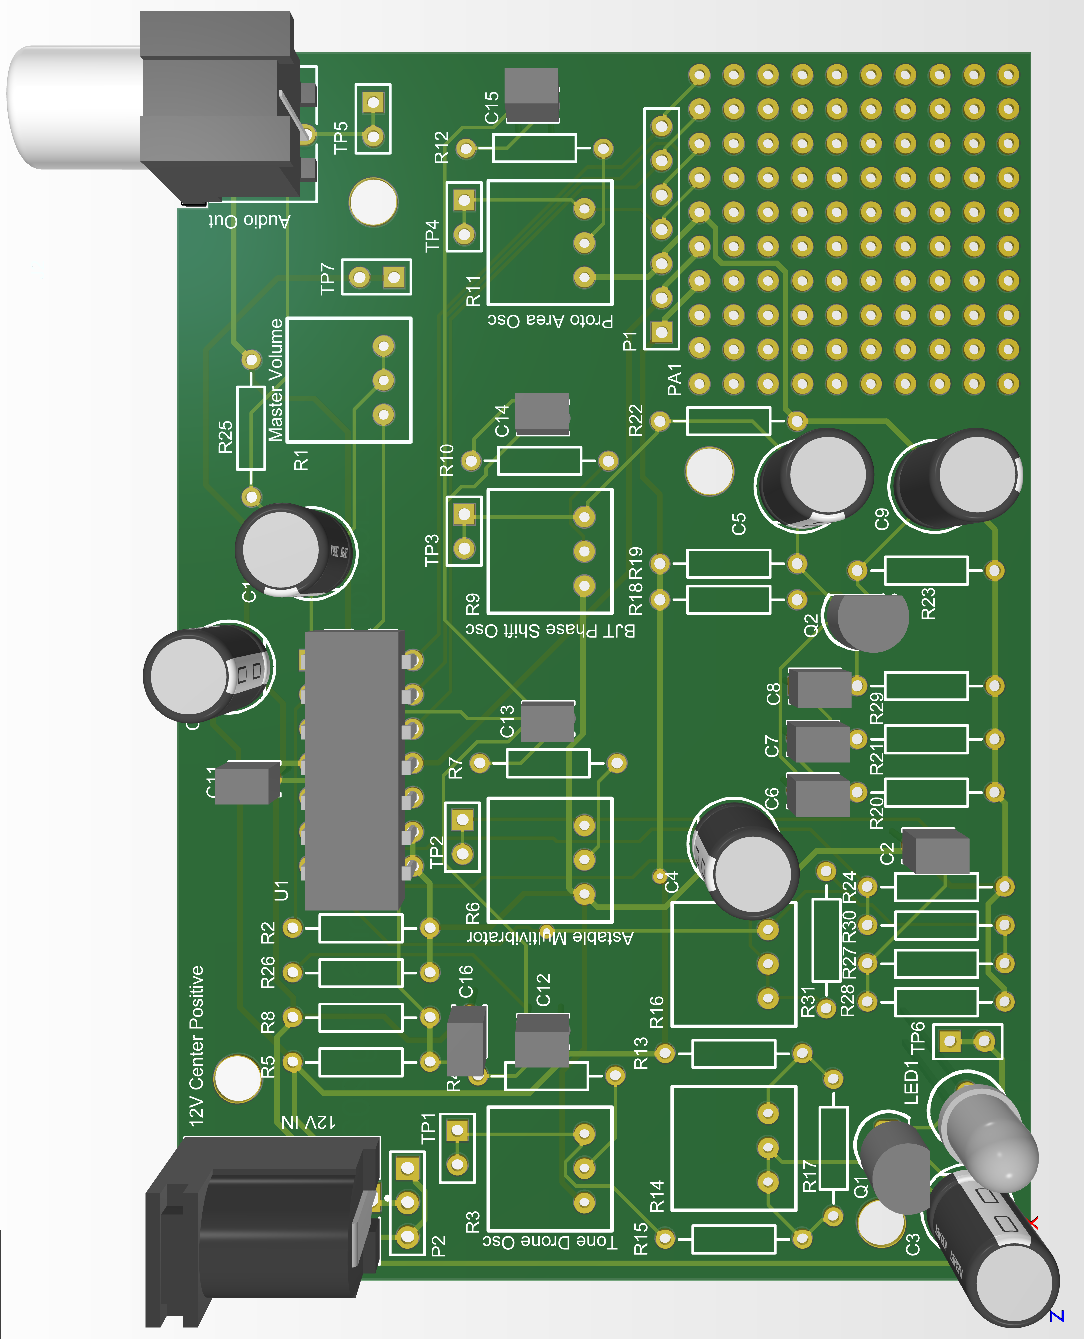 C15
TP5
R12
Audio Out
TP4
TP7
R11
Proto Area Osc
P1
PA1
Master Volume
R25
R1
C14
R22
R10
TP3
C5
C9
R9
R19
R18
BJT Phase Shift Osc
Q2
R23
C1
C8
R29
C13
C7
R21
R7
C11
C6
R20
TP2
C2
U1
C4
R24
R6
Astable Multivibrator
R2
R30
R26
R27
C16
C12
R16
R31
R28
12V Center Positive
R8
R5
R13
TP6
LED1
12V IN
TP1
R17
Q1
R14
R3
P2
Tone Drone Osc
R15
C3
Y
Z